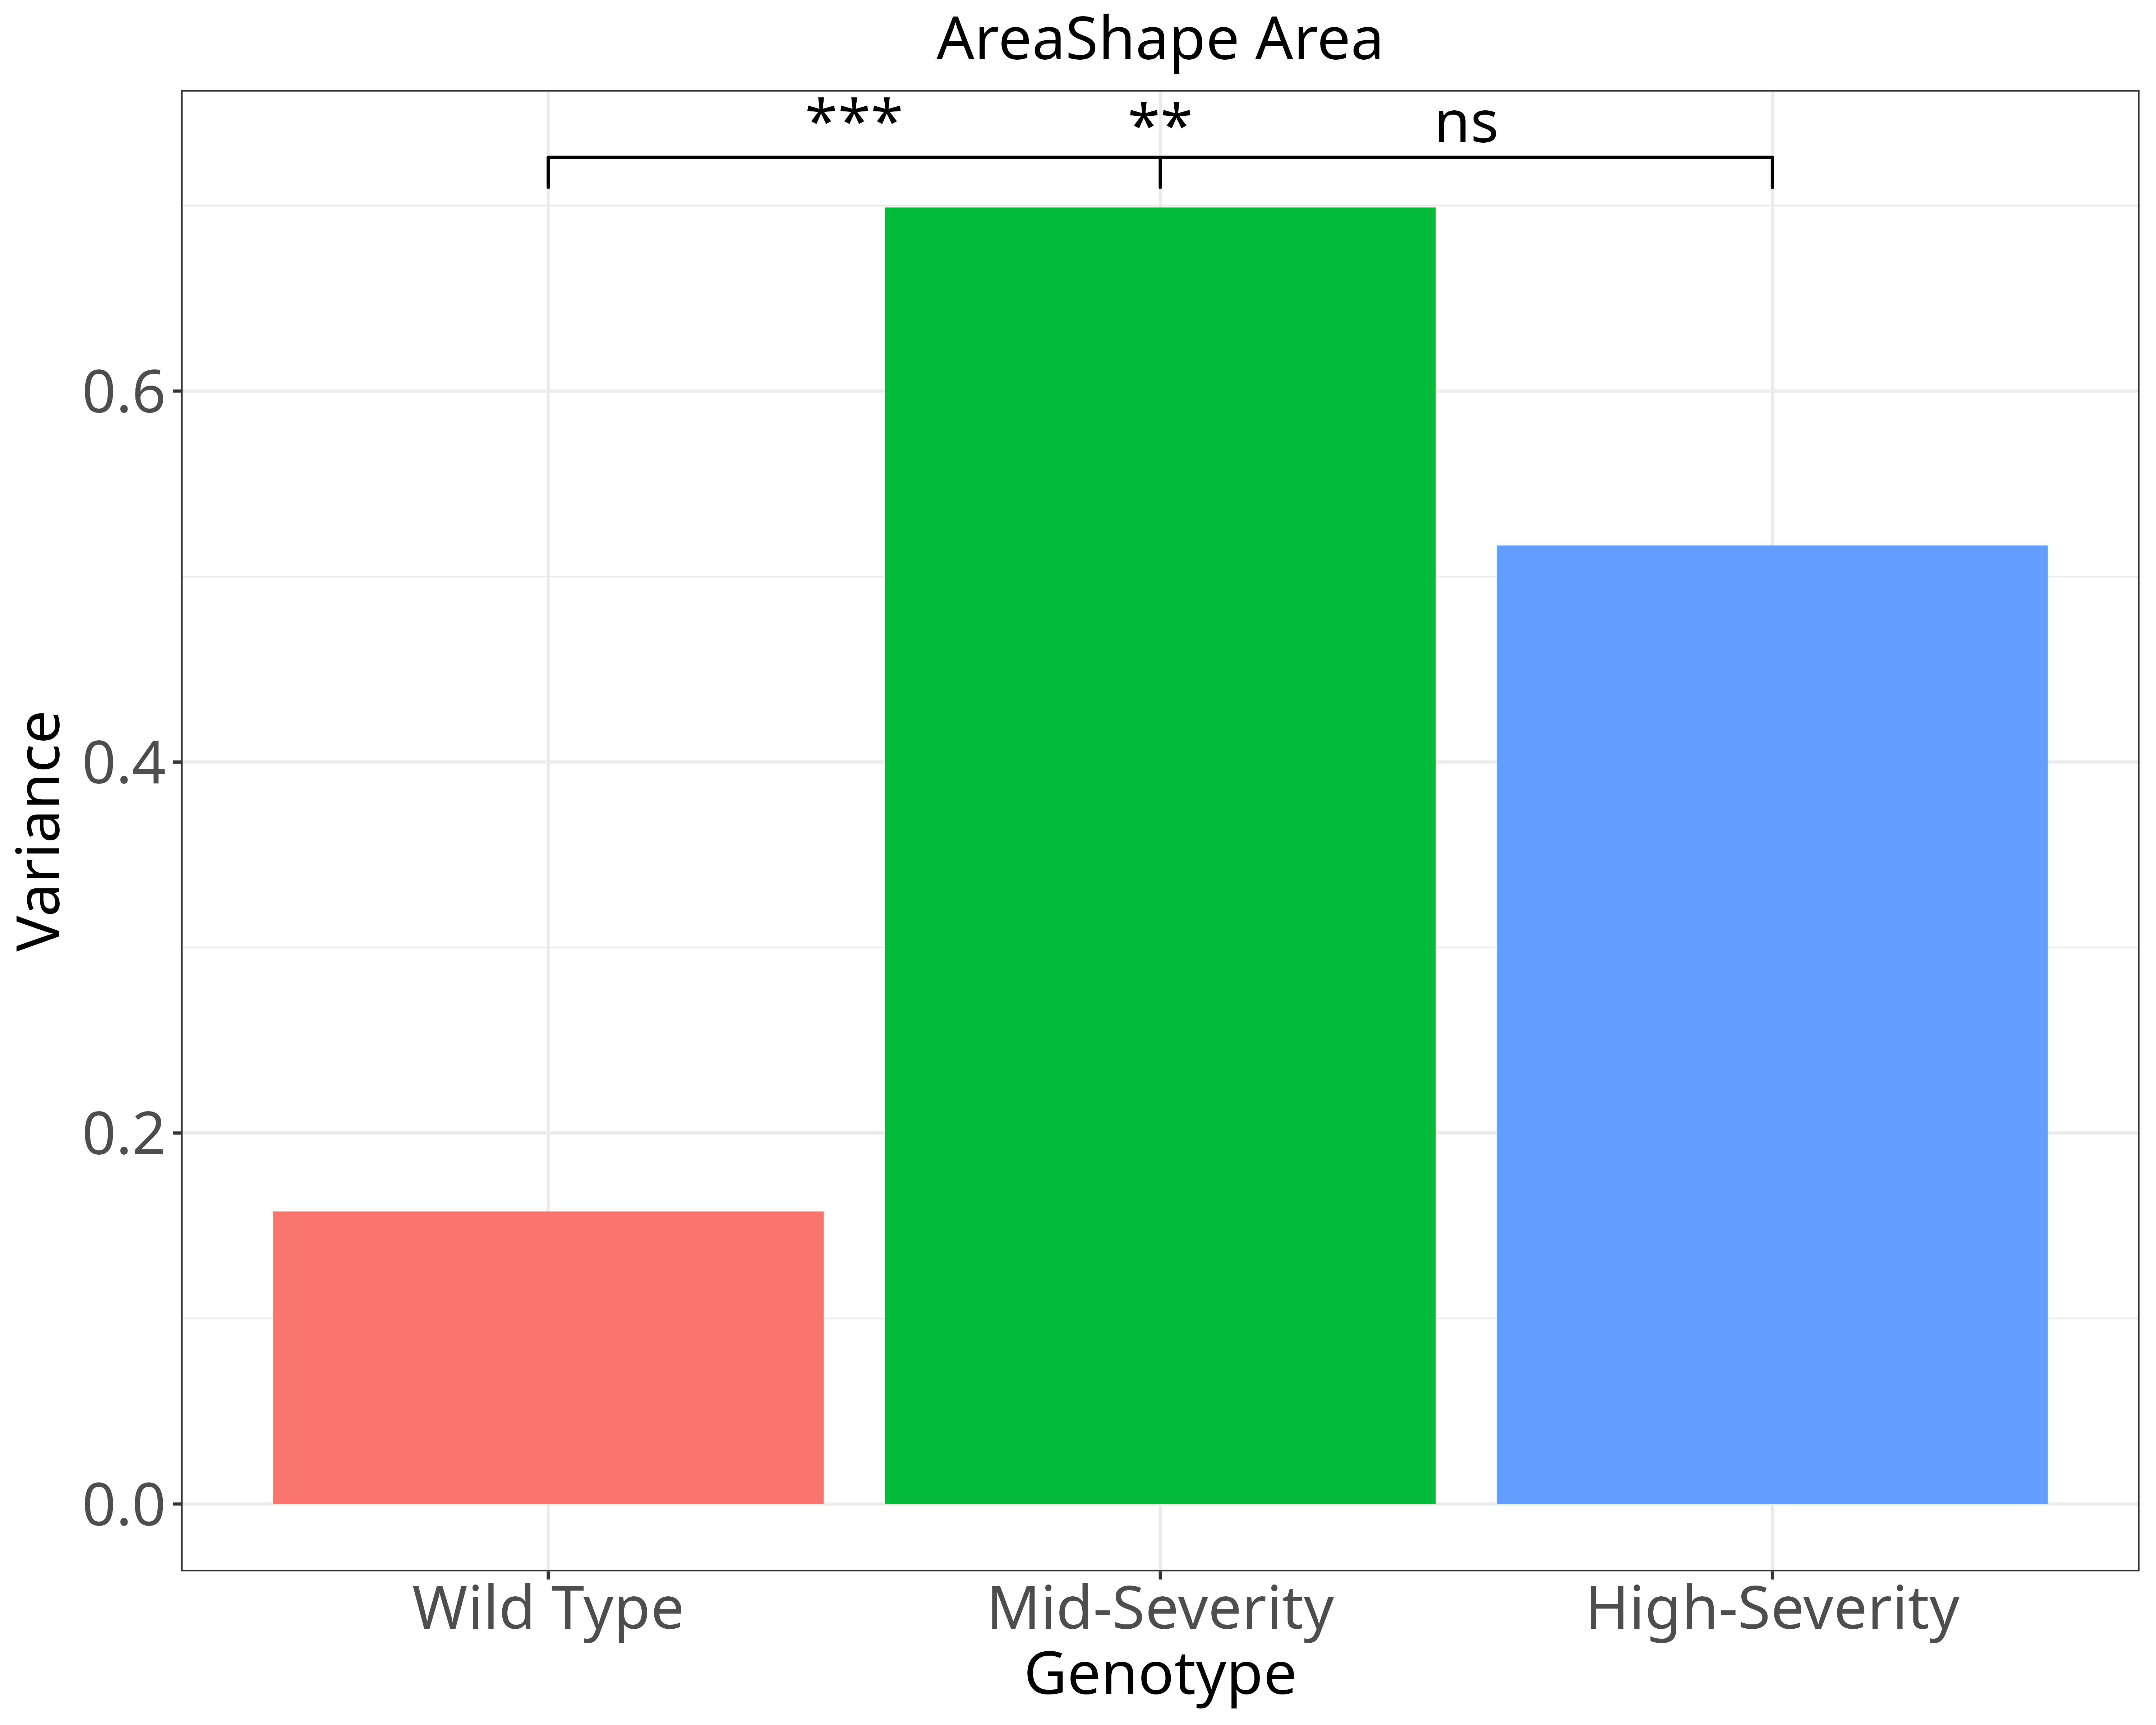 AreaShape Area
*** ** ns
0.6
0.4
0.2
0.0
Variance
Wild Type Mid-Severity High-Severity
Genotype